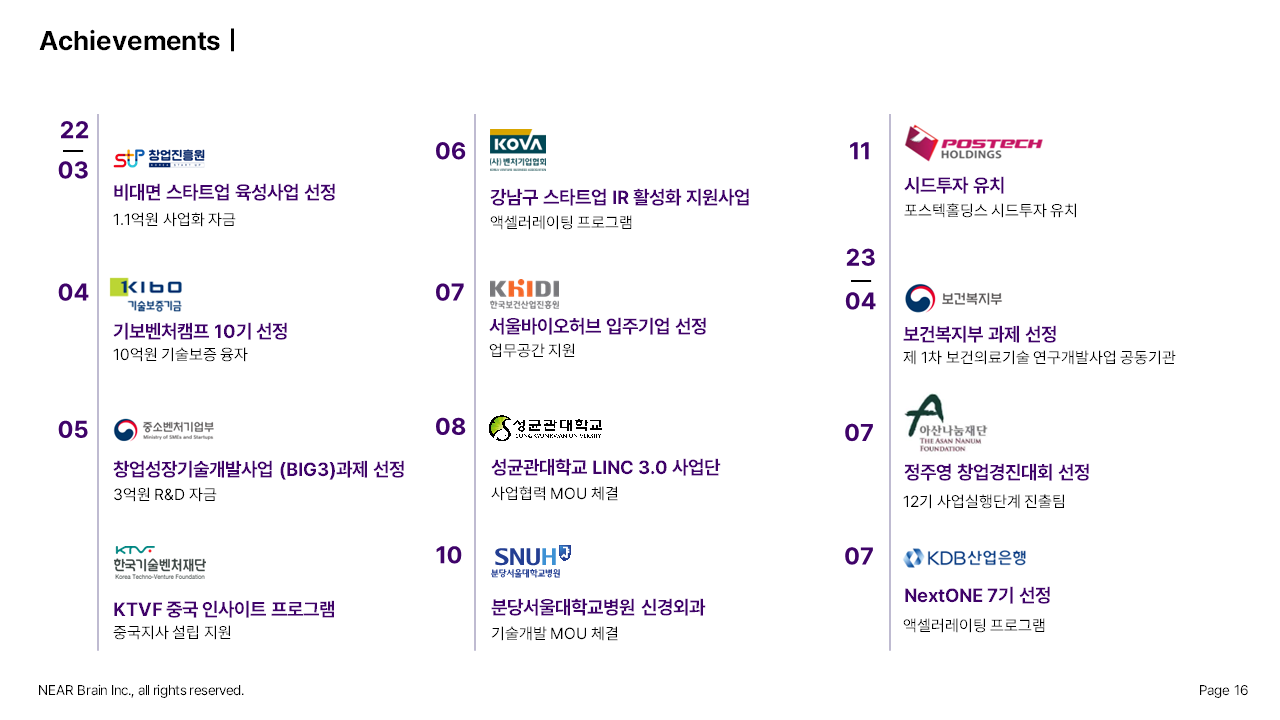 Achievements |
22
03
창업진흥원
KOREA START-UP
비대면 스타트업 육성사업 선정
1.1억원 사업화 자금
04
KIBO
기술보증기금
기보벤처캠프 10기 선정
10억원 기술보증 융자
05
중소벤처기업부
Ministry of SMEs and Startups
창업성장기술개발사업 (BIG3)과제 선정
3억원 R&D 자금
KTVF
한국기술벤처재단
Korea Techno-Venture Foundation
KTVF 중국 인사이트 프로그램
중국지사 설립 지원
06
KOVA
(사)벤처기업협회
KOREA VENTURE BUSINESS ASSOCIATION
강남구 스타트업 IR 활성화 지원사업
액셀러레이팅 프로그램
07
KHIDI
한국보건산업진흥원
서울바이오허브 입주기업 선정
업무공간 지원
08
성균관대학교
SUNG KYUN KWAN UNIVERSITY
성균관대학교 LINC 3.0 사업단
사업협력 MOU 체결
10
SNUH
분당서울대학교병원
분당서울대학교병원 신경외과
기술개발 MOU 체결
11
POSTECH
HOLDINGS
시드투자 유치
포스텍홀딩스 시드투자 유치
23
04
보건복지부
보건복지부 과제 선정
제 1차 보건의료기술 연구개발사업 공동기관
07
아산나눔재단
THE ASAN NANUM
FOUNDATION
정주영 창업경진대회 선정
12기 사업실행단계 진출팀
07
KDB산업은행
NextONE 7기 선정
액셀러레이팅 프로그램
NEAR Brain Inc., all rights reserved.
Page 16